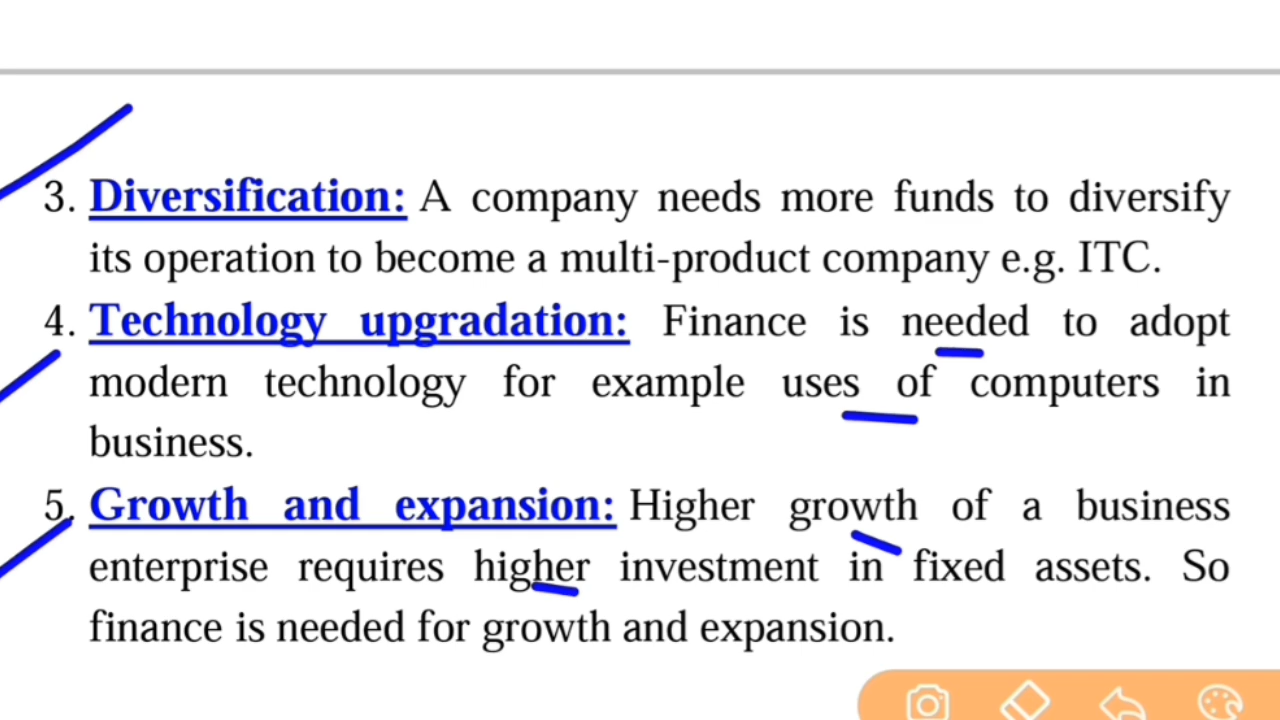 3. Diversification: A company needs more funds to diversify
its operation to become a multi-product company e.g. ITC.
4. Technology upgradation: Finance is needed to adopt
modern technology for example uses of computers in
business.
5. Growth and expansion: Higher growth of a business
enterprise requires higher investment in fixed assets. So
finance is needed for growth and expansion.